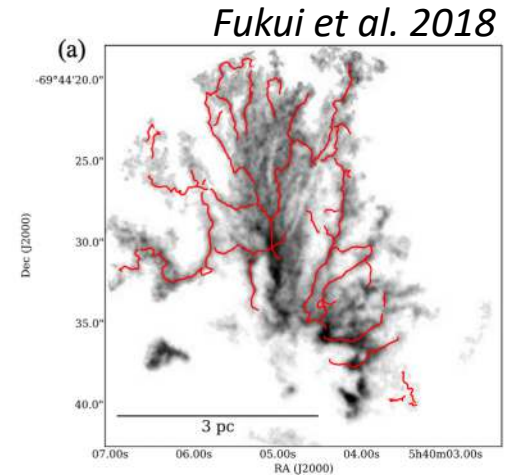 Fukui et al. 2018
(a)
-69°44'20.0"
25.0"
30.0"
35.0"
40.0"
Dec (J2000)
3 pc
07.00s 06.00s 05.00s 04.00s 5h40m03.00s
RA (J2000)